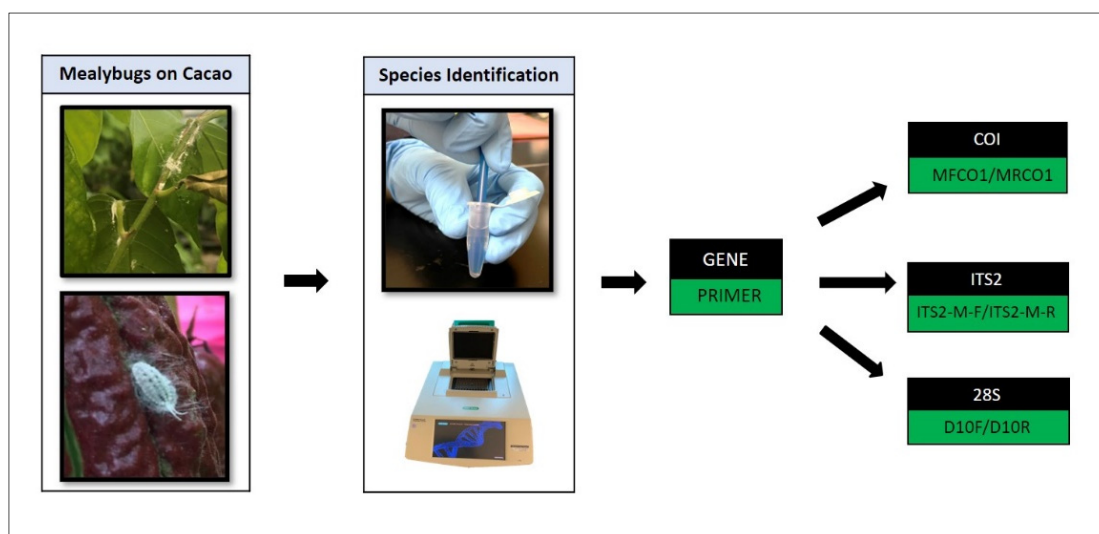 Mealybugs on Cacao
Species Identification
GENE
PRIMER
COI
MFCO1/MRCO1
ITS2
ITS2-M-F/ITS2-M-R
28S
D10F/D10R